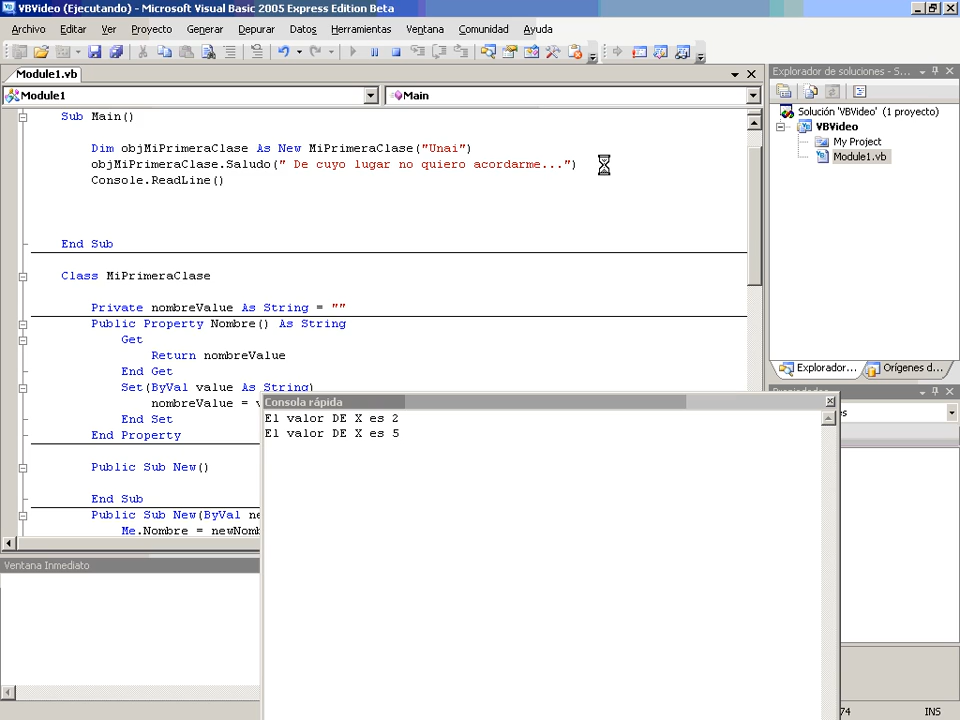 VBVideo (Ejecutando) - Microsoft Visual Basic 2005 Express Edition Beta
Archivo Editar Ver Proyecto Generar Depurar Datos Herramientas Ventana Comunidad Ayuda
Module1.vb
Module1
Main
Sub Main()
Dim objMiPrimeraClase As New MiPrimeraClase("Unai")
objMiPrimeraClase.Saludo(" De cuyo lugar no quiero acordarme...")
Console.ReadLine()
End Sub
Class MiPrimeraClase
Private nombreValue As String = ""
Public Property Nombre() As String
Get
Return nombreValue
End Get
Set(ByVal value As String)
nombreValue = v
End Set
End Property
Public Sub New()
End Sub
Public Sub New(ByVal ne
Me.Nombre = newNomb
Explorador de soluciones - S...
Solución 'VBVideo' (1 proyecto)
VBVideo
My Project
Module1.vb
Explorador... Orígenes d...
Consola rápida
El valor DE X es 2
El valor DE X es 5
Ventana Inmediato
74 INS